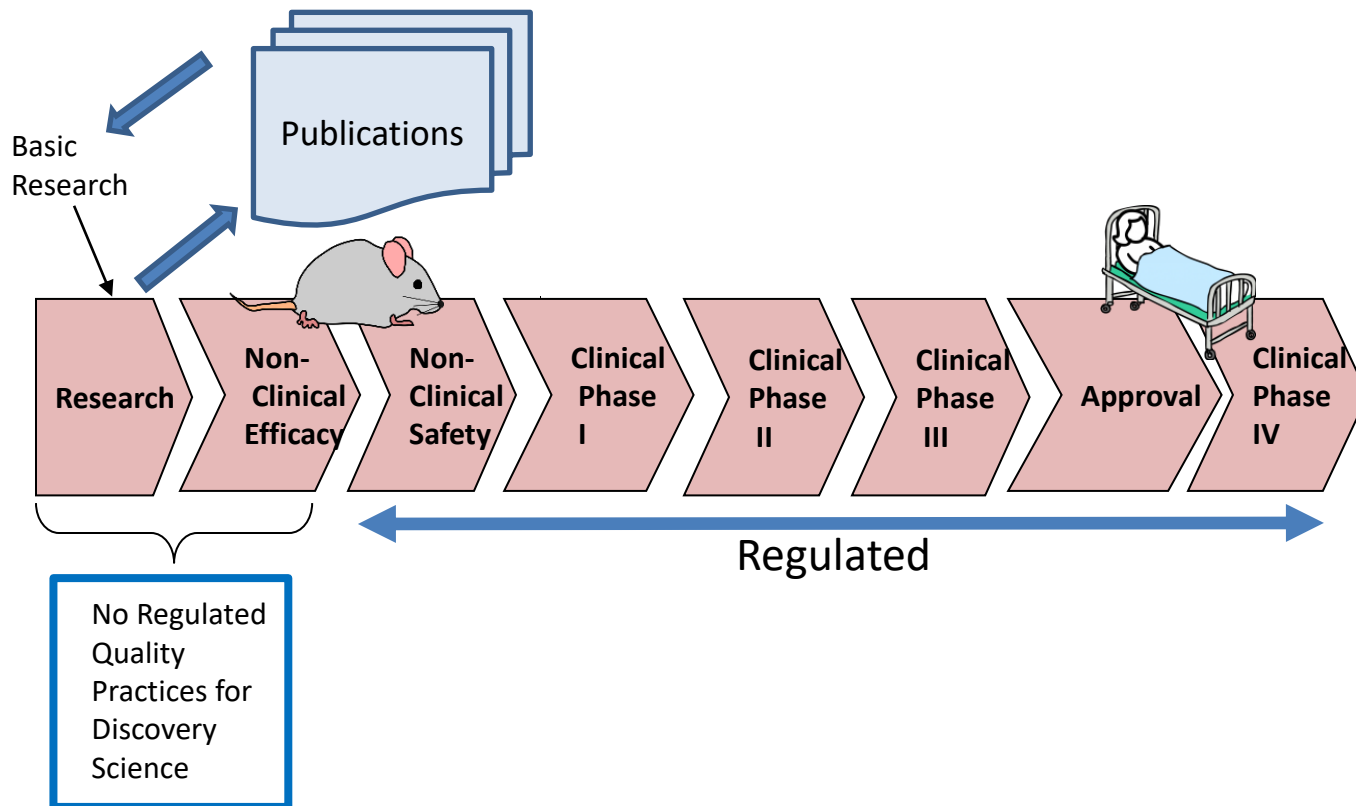 Publications
Basic
Research
Research
Non-
Clinical
Efficacy
Non-
Clinical
Safety
Clinical
Phase
I
Clinical
Phase
II
Clinical
Phase
III
Approval
Clinical
Phase
IV
Regulated
No Regulated
Quality
Practices for
Discovery
Science